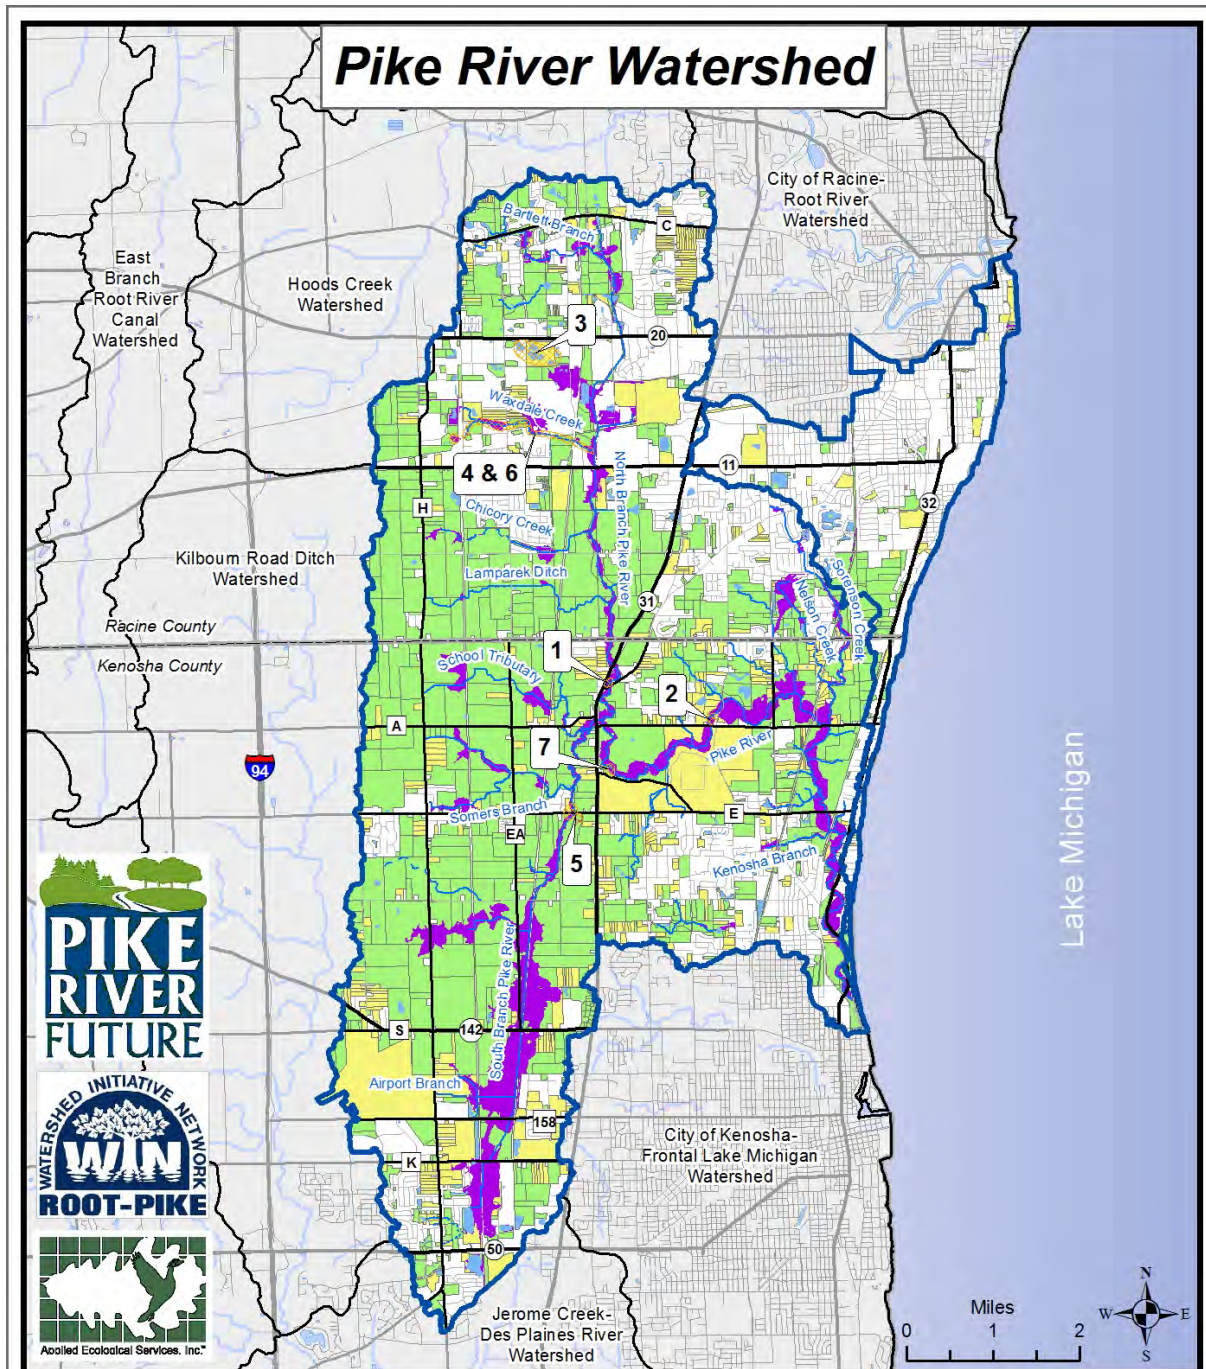 Pike River Watershed
City of Racine-
Root River
Watershed
Bartlett Branch
C
East
Branch
Root River
Canal
Watershed
Hoods Creek
Watershed
3
20
Waxdale Creek
4 & 6
11
North Branch Pike River
H
32
Chicory Creek
Kilbourn Road Ditch
Watershed
Lamparek Ditch
Sorenson Creek
Nelson Creek
31
Racine County
Kenosha County
1
School Tributary
2
A
7
Pike River
94
Somers Branch
EA
E
5
Kenosha Branch
Lake Michigan
PIKE
RIVER
FUTURE
South Branch Pike River
S
142
Airport Branch
158
WATERSHED INITIATIVE NETWORK
WIN
ROOT-PIKE
City of Kenosha-
Frontal Lake Michigan
Watershed
K
50
Applied Ecological Services, Inc.™
Jerome Creek-
Des Plaines River
Watershed
Miles
0 1 2
N
W E
S